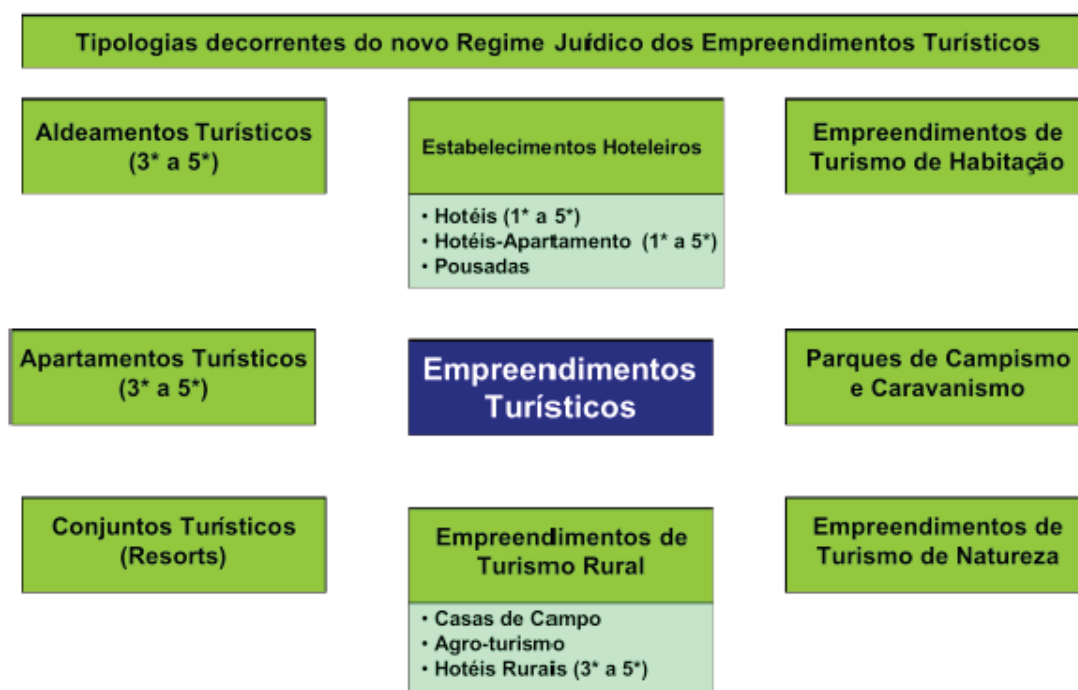 Tipologias decorrentes do novo Regime Jurídico dos Empreendimentos Turísticos
Aldeamentos Turísticos
(3* a 5*)
Estabelecimentos Hoteleiros
• Hotéis (1* a 5*)
• Hotéis-Apartamento (1* a 5*)
• Pousadas
Empreendimentos de
Turismo de Habitação
Apartamentos Turísticos
(3* a 5*)
Empreendimentos
Turísticos
Parques de Campismo
e Caravanismo
Conjuntos Turísticos
(Resorts)
Empreendimentos de
Turismo Rural
• Casas de Campo
• Agro-turismo
• Hotéis Rurais (3* a 5*)
Empreendimentos de
Turismo de Natureza